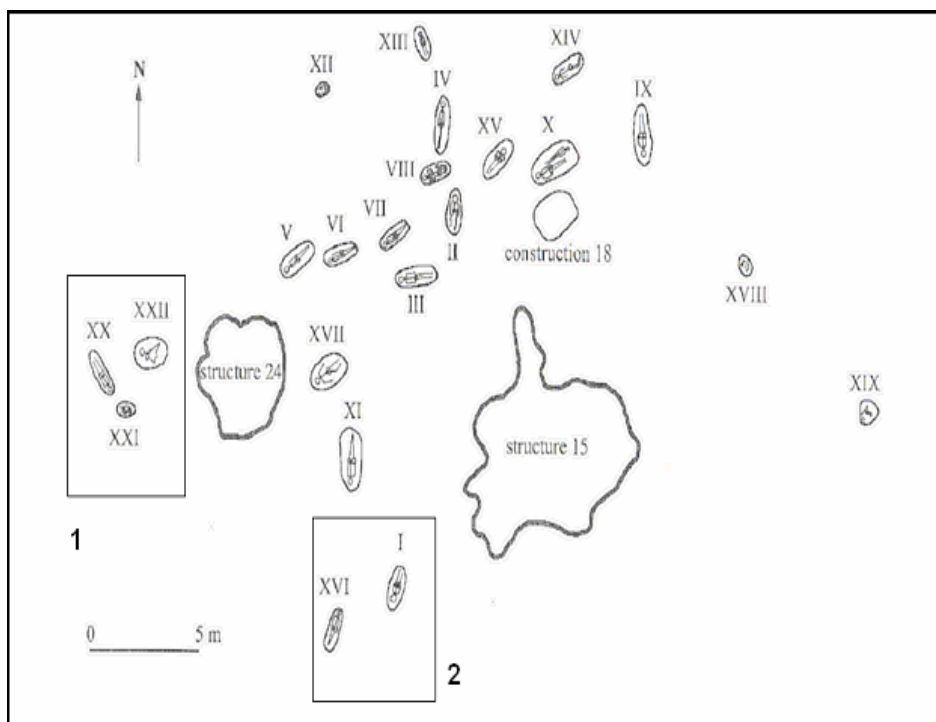 XIII
XIV
XII
N
IV
IX
XV
X
VIII
VII
VI
V
II
construction 18
III
XVIII
XXII
XX
XVII
structure 24
XIX
XI
XXI
structure 15
1
I
XVI
0
5 m
2